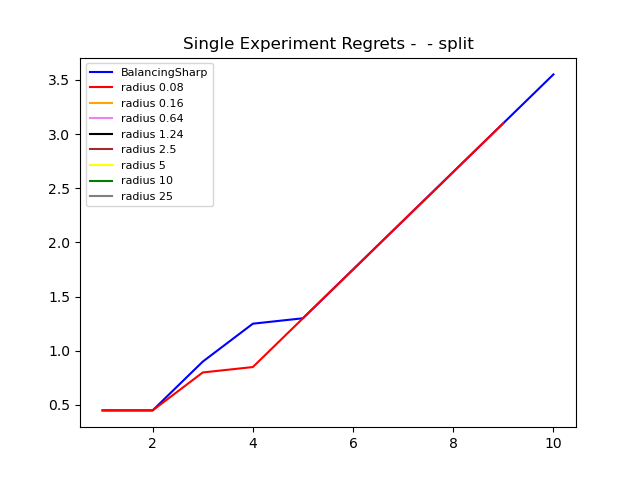 Single Experiment Regrets -  - split
BalancingSharp
radius 0.08
radius 0.16
radius 0.64
radius 1.24
radius 2.5
radius 5
radius 10
radius 25
3.5
3.0
2.5
2.0
1.5
1.0
0.5
2 4 6 8 10